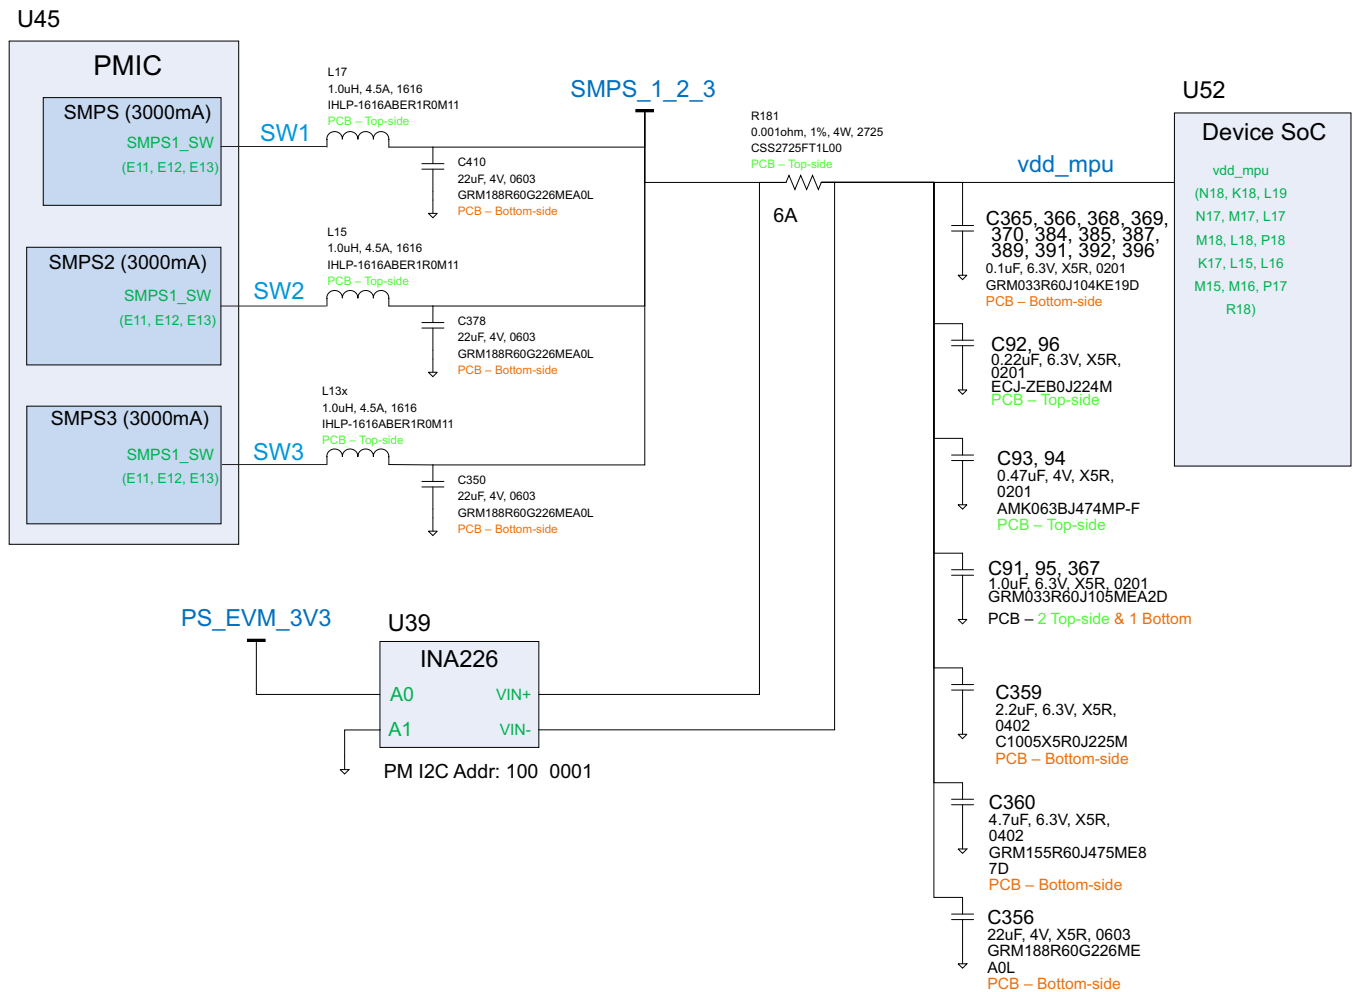 U45
PMIC
SMPS (3000mA)
SMPS1_SW
(E11, E12, E13)
SMPS2 (3000mA)
SMPS1_SW
(E11, E12, E13)
SMPS3 (3000mA)
SMPS1_SW
(E11, E12, E13)
SW1
SW2
SW3
L17
1.0uH, 4.5A, 1616
IHLP-1616ABER1R0M11
PCB – Top-side
C410
22uF, 4V, 0603
GRM188R60G226MEA0L
PCB – Bottom-side
L15
1.0uH, 4.5A, 1616
IHLP-1616ABER1R0M11
PCB – Top-side
C378
22uF, 4V, 0603
GRM188R60G226MEA0L
PCB – Bottom-side
L13x
1.0uH, 4.5A, 1616
IHLP-1616ABER1R0M11
PCB – Top-side
C350
22uF, 4V, 0603
GRM188R60G226MEA0L
PCB – Bottom-side
SMPS_1_2_3
R181
0.001ohm, 1%, 4W, 2725
CSS2725FT1L00
PCB – Top-side
6A
vdd_mpu
U52
Device SoC
vdd_mpu
(N18, K18, L19
N17, M17, L17
M18, L18, P18
K17, L15, L16
M15, M16, P17
R18)
C365, 366, 368, 369,
370, 384, 385, 387,
389, 391, 392, 396
0.1uF, 6.3V, X5R, 0201
GRM033R60J104KE19D
PCB – Bottom-side
C92, 96
0.22uF, 6.3V, X5R,
0201
ECJ-ZEB0J224M
PCB – Top-side
C93, 94
0.47uF, 4V, X5R,
0201
AMK063BJ474MP-F
PCB – Top-side
C91, 95, 367
1.0uF, 6.3V, X5R, 0201
GRM033R60J105MEA2D
PCB – 2 Top-side & 1 Bottom
C359
2.2uF, 6.3V, X5R,
0402
C1005X5R0J225M
PCB – Bottom-side
C360
4.7uF, 6.3V, X5R,
0402
GRM155R60J475ME8
7D
PCB – Bottom-side
C356
22uF, 4V, X5R, 0603
GRM188R60G226ME
A0L
PCB – Bottom-side
PS_EVM_3V3
U39
INA226
A0
VIN+
A1
VIN-
PM I2C Addr: 100_0001